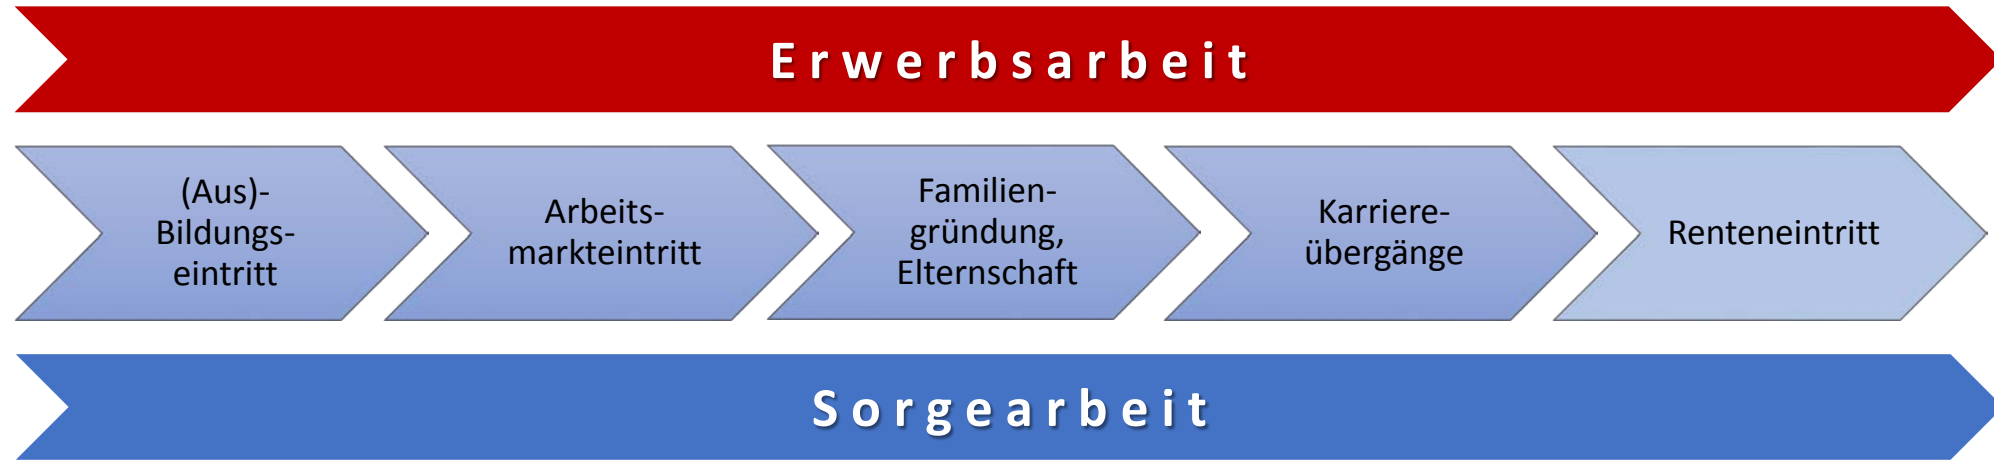 Erwerbsarbeit
(Aus)-
Bildungs-
eintritt
Arbeits-
markteintritt
Familien-
gründung,
Elternschaft
Karriere-
übergänge
Renteneintritt
Sorgearbeit